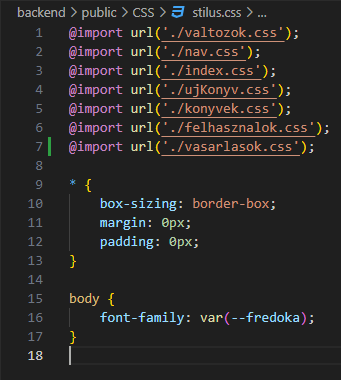 backend > public > CSS > stilus.css > ...
1 @import url('./valtozok.css');
2 @import url('./nav.css');
3 @import url('./index.css');
4 @import url('./ujKonyv.css');
5 @import url('./konyvek.css');
6 @import url('./felhasznalok.css');
7 @import url('./vasarlasok.css');
8
9 * {
10 box-sizing: border-box;
11 margin: 0px;
12 padding: 0px;
13 }
14
15 body {
16 font-family: var(--fredoka);
17 }
18